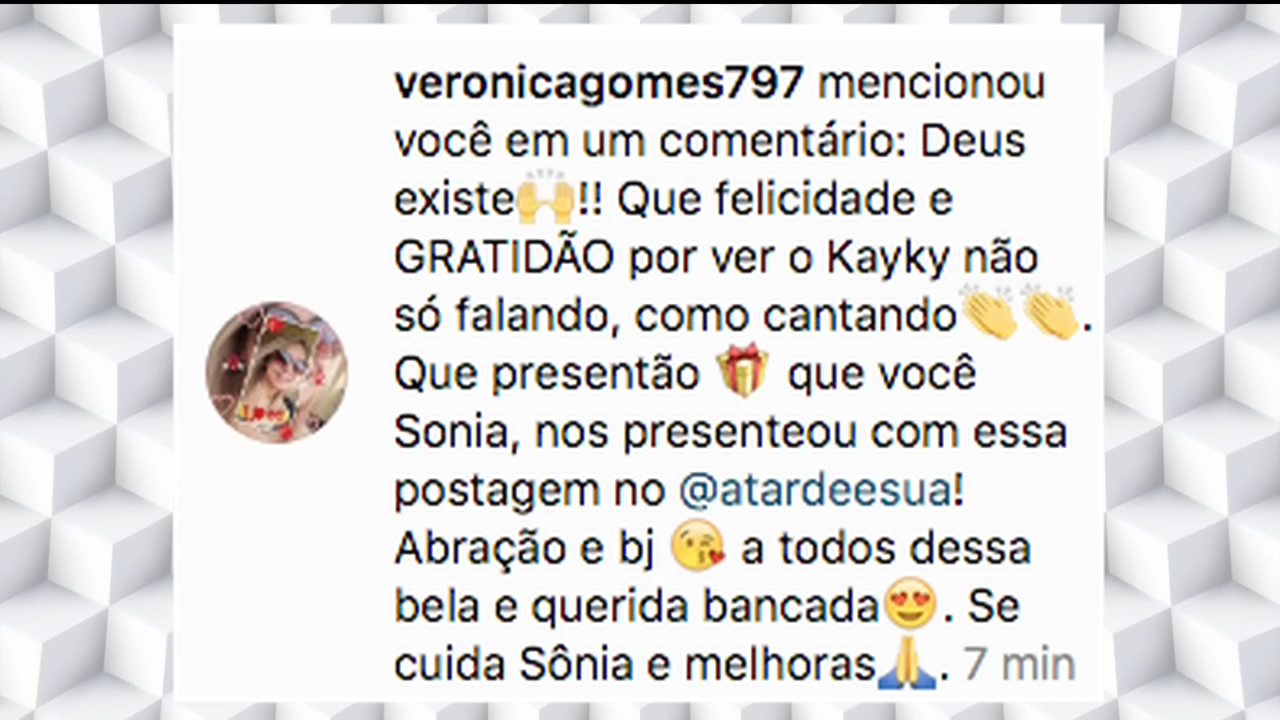 veronicagomes797 mencionou
você em um comentário: Deus
existe🙌!! Que felicidade e
GRATIDÃO por ver o Kayky não
só falando, como cantando👏👏.
Que presentão 🎁 que você
Sonia, nos presenteou com essa
postagem no @atardeesua!
Abração e bj 😘 a todos dessa
bela e querida bancada😍. Se
cuida Sônia e melhoras🙏. 7 min